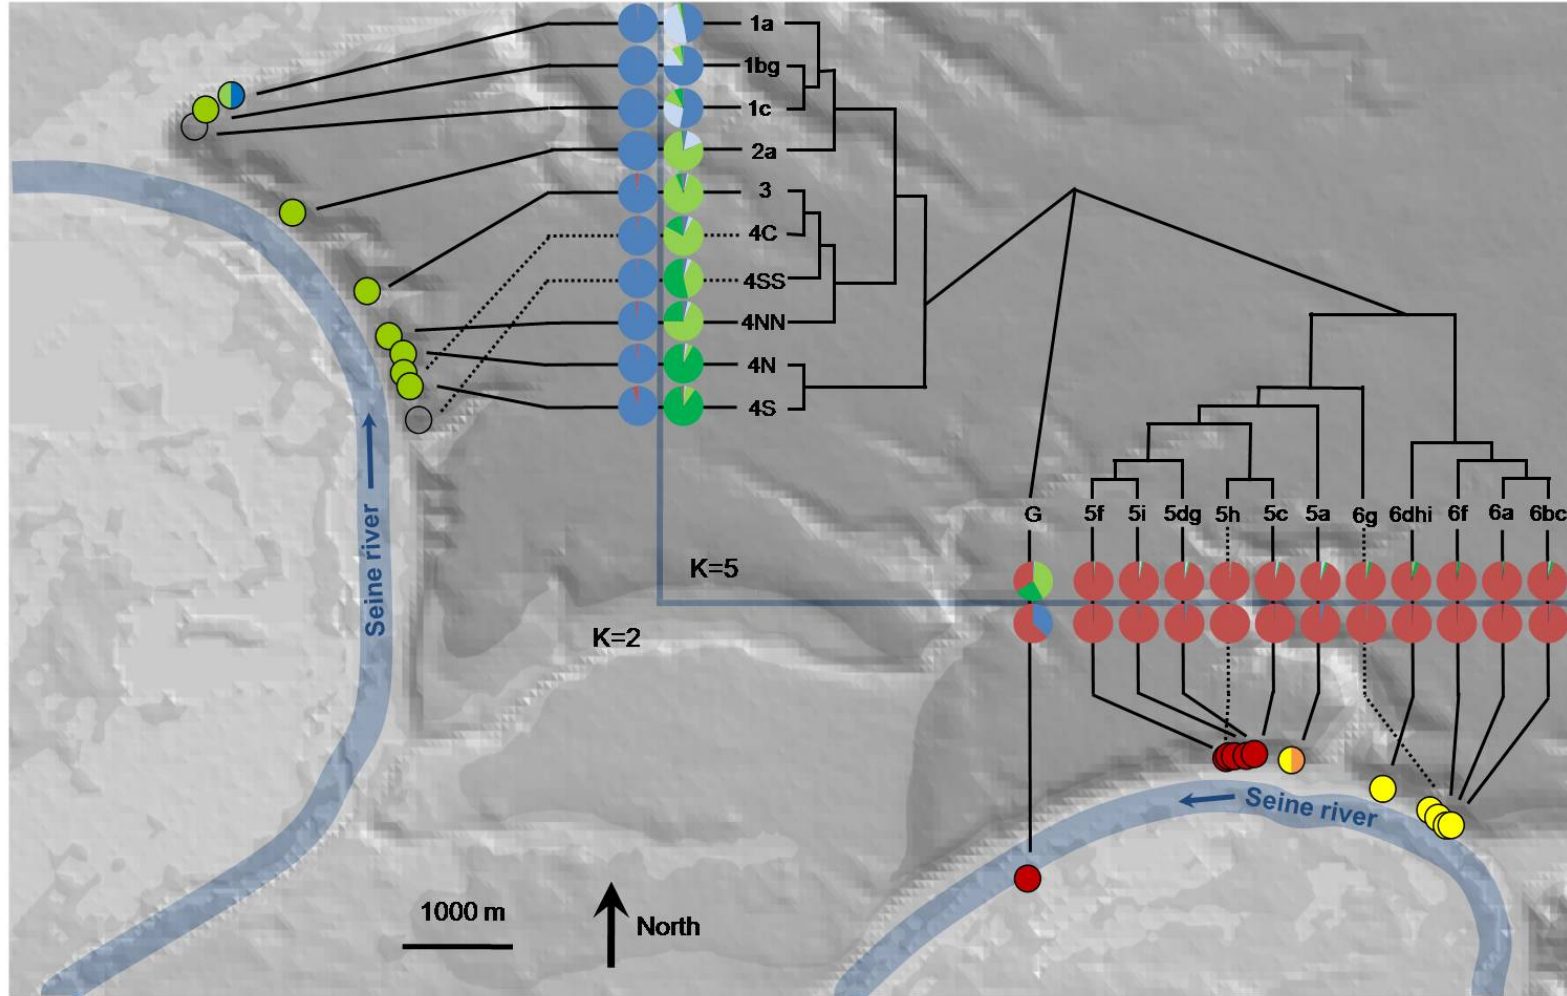 1a
1bg
1c
2a
3
4C
4SS
4NN
4N
4S
G
5f
5i
5dg
5h
5c
5a
6g
6dhi
6f
6a
6bc
Seine river
K=5
K=2
Seine river
1000 m
North